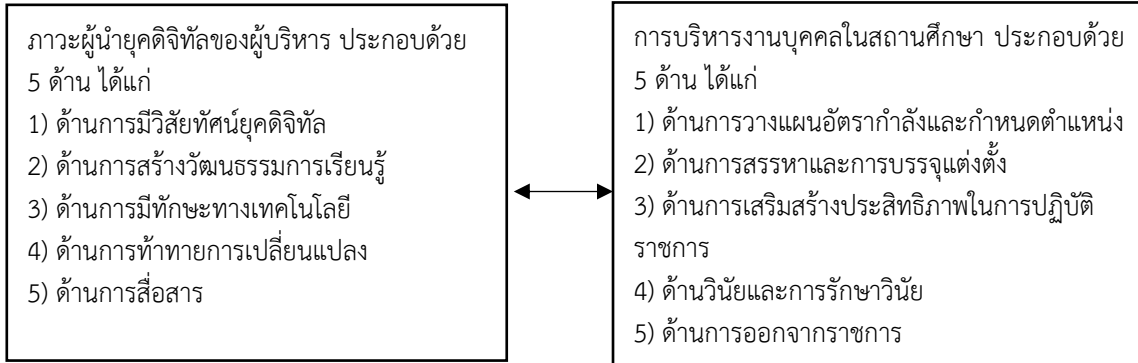 ภาวะผู้นำยุคดิจิทัลของผู้บริหาร ประกอบด้วย
5 ด้าน ได้แก่
1) ด้านการมีวิสัยทัศน์ยุคดิจิทัล
2) ด้านการสร้างวัฒนธรรมการเรียนรู้
3) ด้านการมีทักษะทางเทคโนโลยี
4) ด้านการท้าทายการเปลี่ยนแปลง
5) ด้านการสื่อสาร
การบริหารงานบุคคลในสถานศึกษา ประกอบด้วย
5 ด้าน ได้แก่
1) ด้านการวางแผนอัตรากำลังและกำหนดตำแหน่ง
2) ด้านการสรรหาและการบรรจุแต่งตั้ง
3) ด้านการเสริมสร้างประสิทธิภาพในการปฏิบัติ
ราชการ
4) ด้านวินัยและการรักษาวินัย
5) ด้านการออกจากราชการ